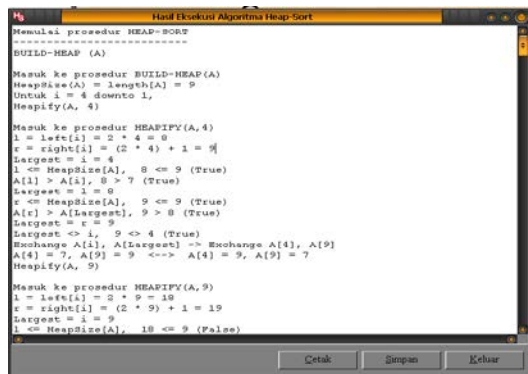 Hasil Eksekusi Algoritma Heap-Sort
Memulai prosedur HEAP-SORT
----------------------------
BUILD-HEAP (A)
Masuk ke prosedur BUILD-HEAP(A)
HeapSize(A) = length[A] = 9
Untuk i = 4 downto 1,
Heapify(A, 4)
Masuk ke prosedur HEAPIFY(A,4)
l = left[i] = 2 * 4 = 8
r = right[i] = (2 * 4) + 1 = 9
Largest = i = 4
l <= HeapSize[A],  8 <= 9 (True)
A[l] > A[i], 8 > 7 (True)
Largest = l = 8
r <= HeapSize[A],  9 <= 9 (True)
A[r] > A[Largest], 9 > 8 (True)
Largest = r = 9
Largest <> i,  9 <> 4 (True)
Exchange A[i], A[Largest] -> Exchange A[4], A[9]
A[4] = 7, A[9] = 9 <--> A[4] = 9, A[9] = 7
Heapify(A, 9)
Masuk ke prosedur HEAPIFY(A,9)
l = left[i] = 2 * 9 = 18
r = right[i] = (2 * 9) + 1 = 19
Largest = i = 9
l <= HeapSize[A],  18 <= 9 (False)
Cetak Simpan Keluar